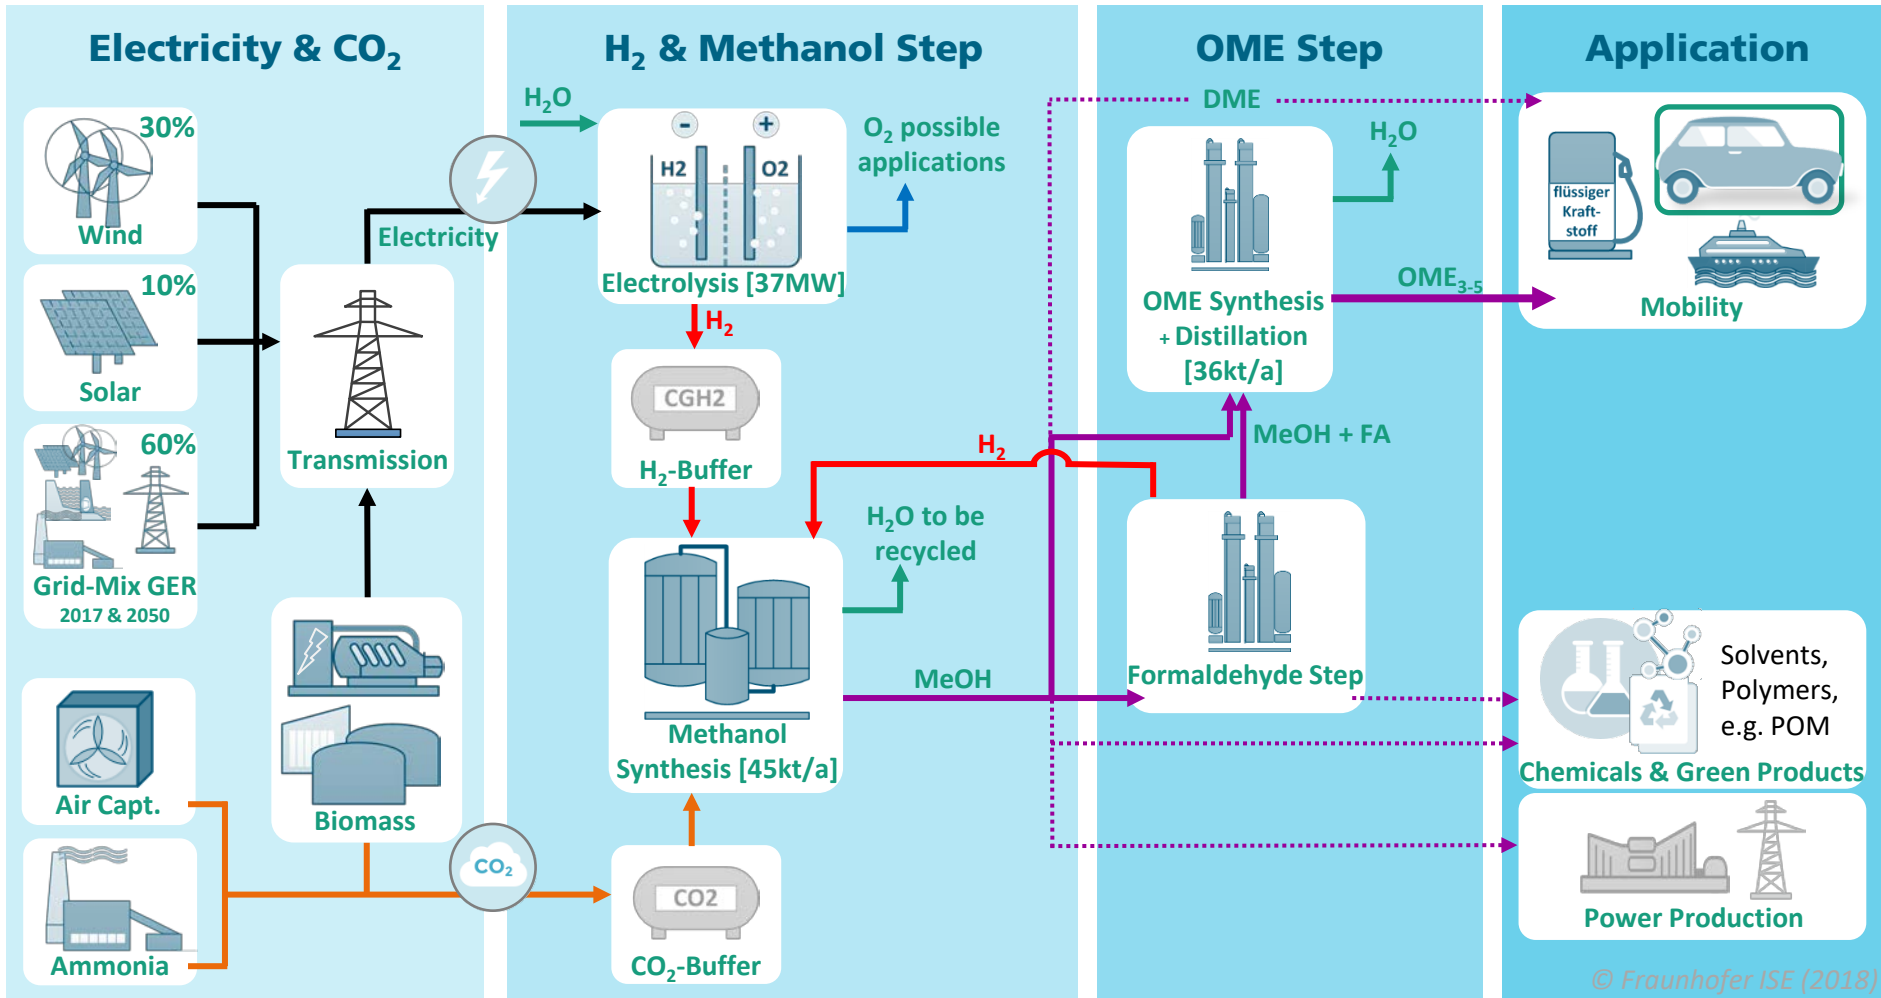 Electricity & CO₂
30%
Wind
10%
Solar
60%
Grid-Mix GER
2017 & 2050
Transmission
Air Capt.
Ammonia
Biomass
Electricity
CO₂
H₂ & Methanol Step
H₂O
H2
O2
Electrolysis [37MW]
O₂ possible
applications
H₂
CGH2
H₂-Buffer
H₂
H₂O to be
recycled
Methanol
Synthesis [45kt/a]
MeOH
CO2
CO₂-Buffer
OME Step
DME
H₂O
OME Synthesis
+ Distillation
[36kt/a]
OME₃₋₅
MeOH + FA
Formaldehyde Step
Application
flüssiger
Kraft-
stoff
Mobility
Solvents,
Polymers,
e.g. POM
Chemicals & Green Products
Power Production
© Fraunhofer ISE (2018)